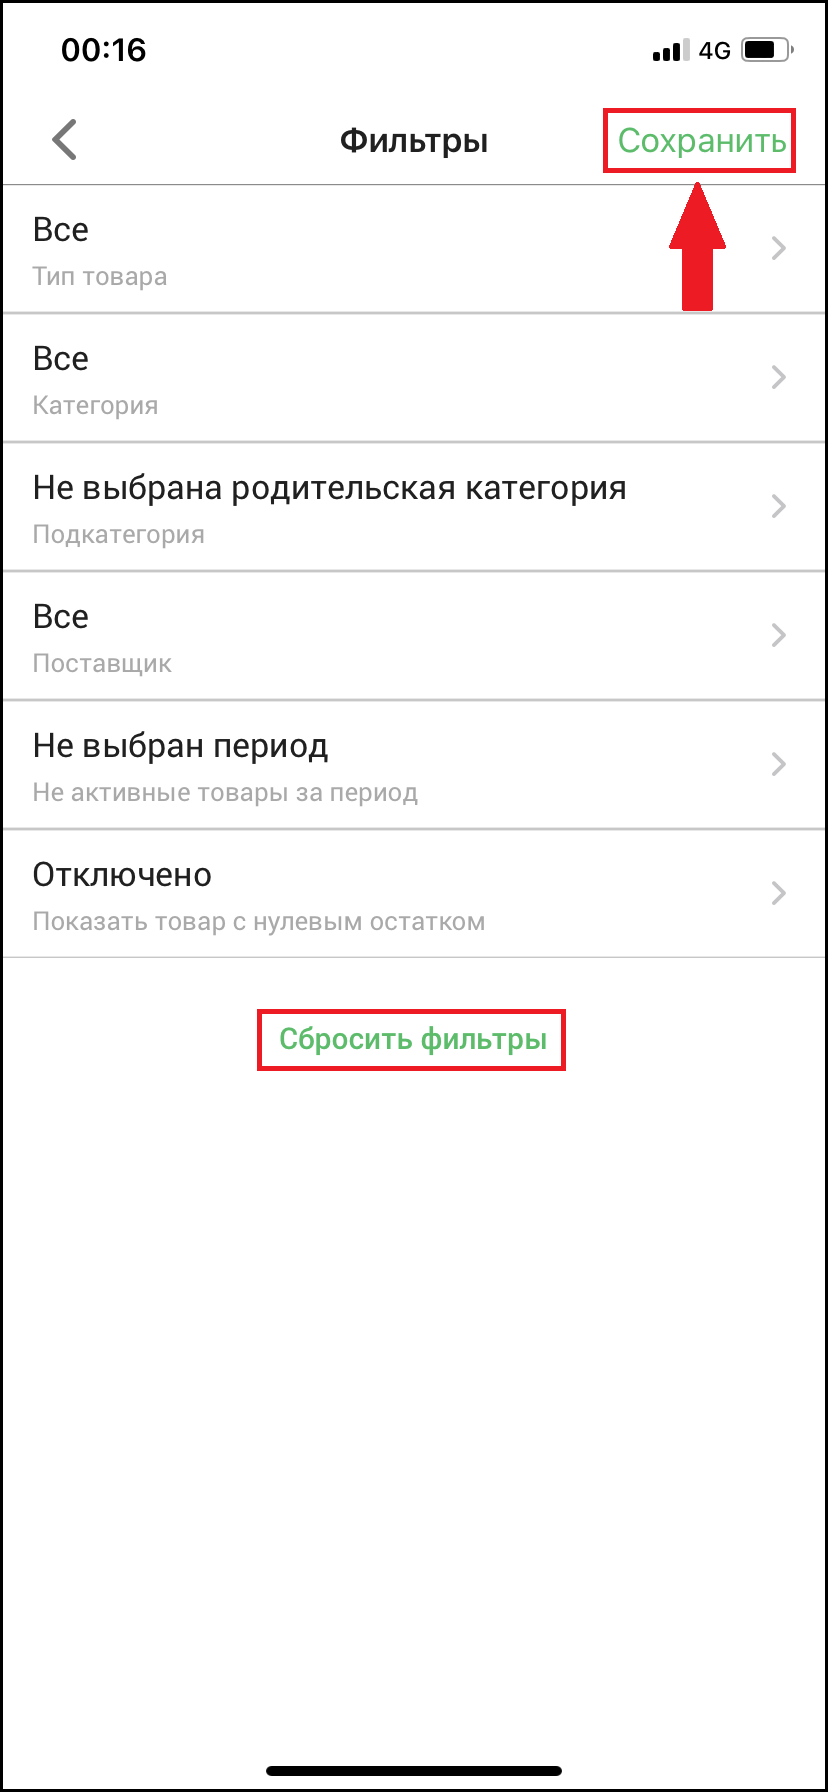 00:16
4G
Фильтры
Сохранить
Все
Тип товара
Все
Категория
Не выбрана родительская категория
Подкатегория
Все
Поставщик
Не выбран период
Не активные товары за период
Отключено
Показать товар с нулевым остатком
Сбросить фильтры